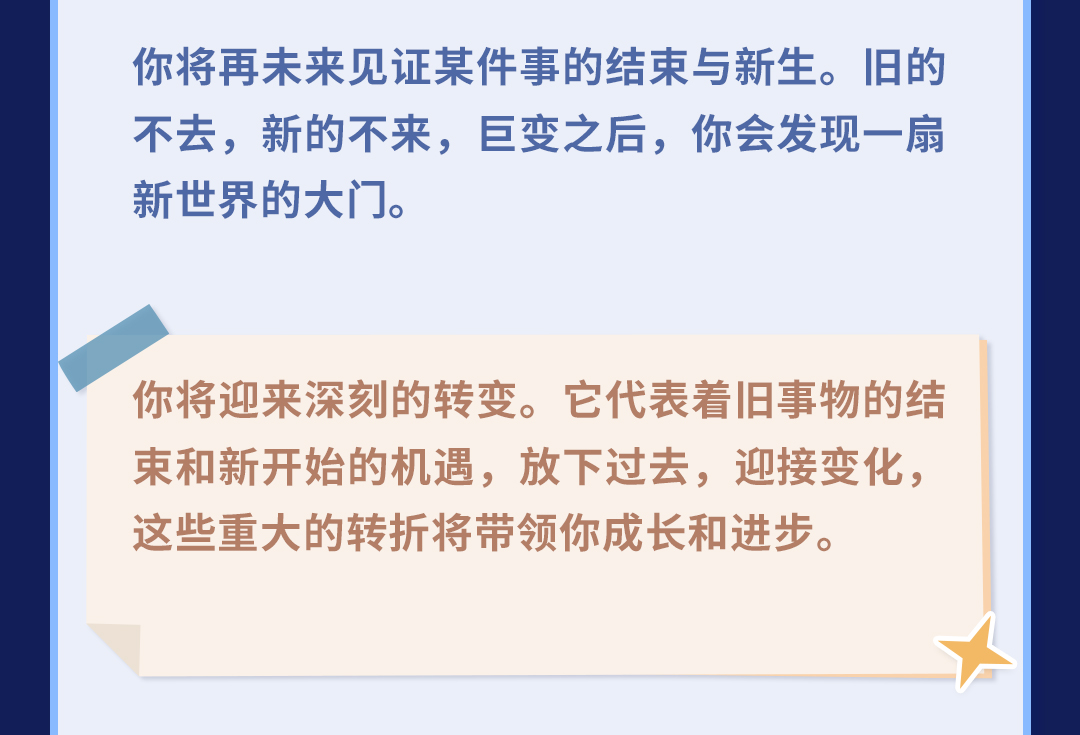 你将再未来见证某件事的结束与新生。旧的
不去，新的不来，巨变之后，你会发现一扇
新世界的大门。
你将迎来深刻的转变。它代表着旧事物的结
束和新开始的机遇，放下过去，迎接变化，
这些重大的转折将带领你成长和进步。